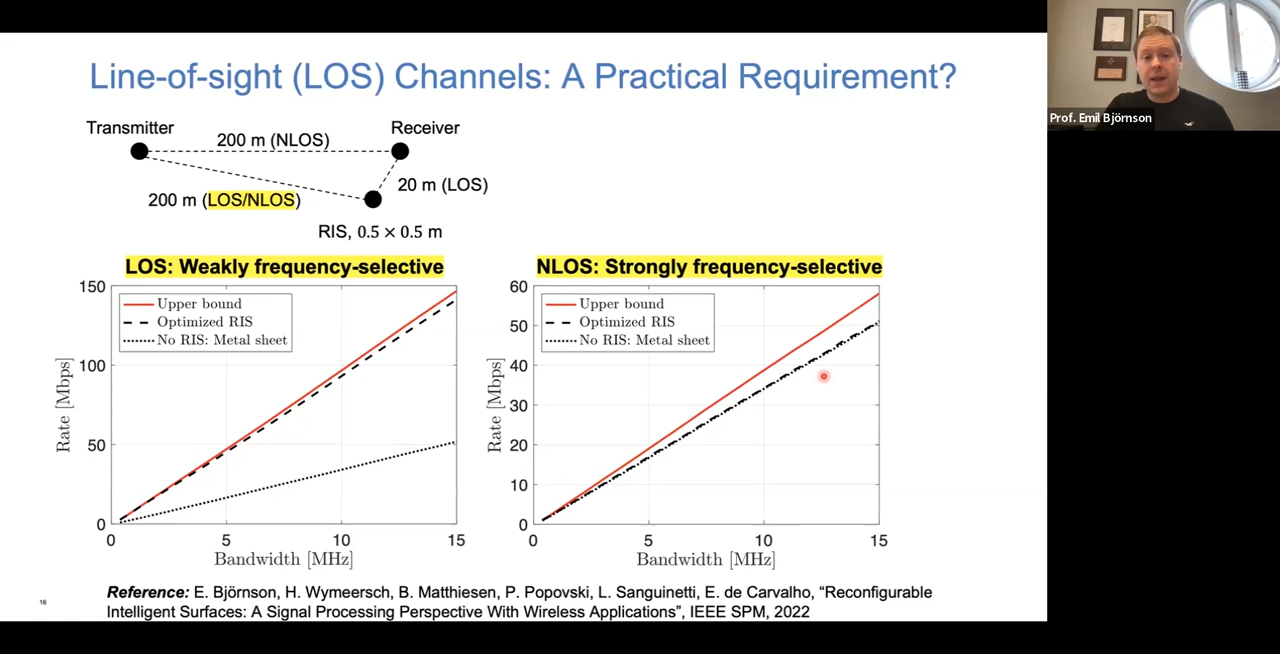 Line-of-sight (LOS) Channels: A Practical Requirement?
Prof. Emil Björnson
Transmitter
Receiver
200 m (NLOS)
20 m (LOS)
200 m (LOS/NLOS)
RIS, 0.5 × 0.5 m
LOS: Weakly frequency-selective
150
100
50
0
Rate [Mbps]
Upper bound
Optimized RIS
No RIS: Metal sheet
0 5 10 15
Bandwidth [MHz]
NLOS: Strongly frequency-selective
60
50
40
30
20
10
0
Rate [Mbps]
Upper bound
Optimized RIS
No RIS: Metal sheet
0 5 10 15
Bandwidth [MHz]
Reference: E. Björnson, H. Wymeersch, B. Matthiesen, P. Popovski, L. Sanguinetti, E. de Carvalho, “Reconfigurable
Intelligent Surfaces: A Signal Processing Perspective With Wireless Applications”, IEEE SPM, 2022
16